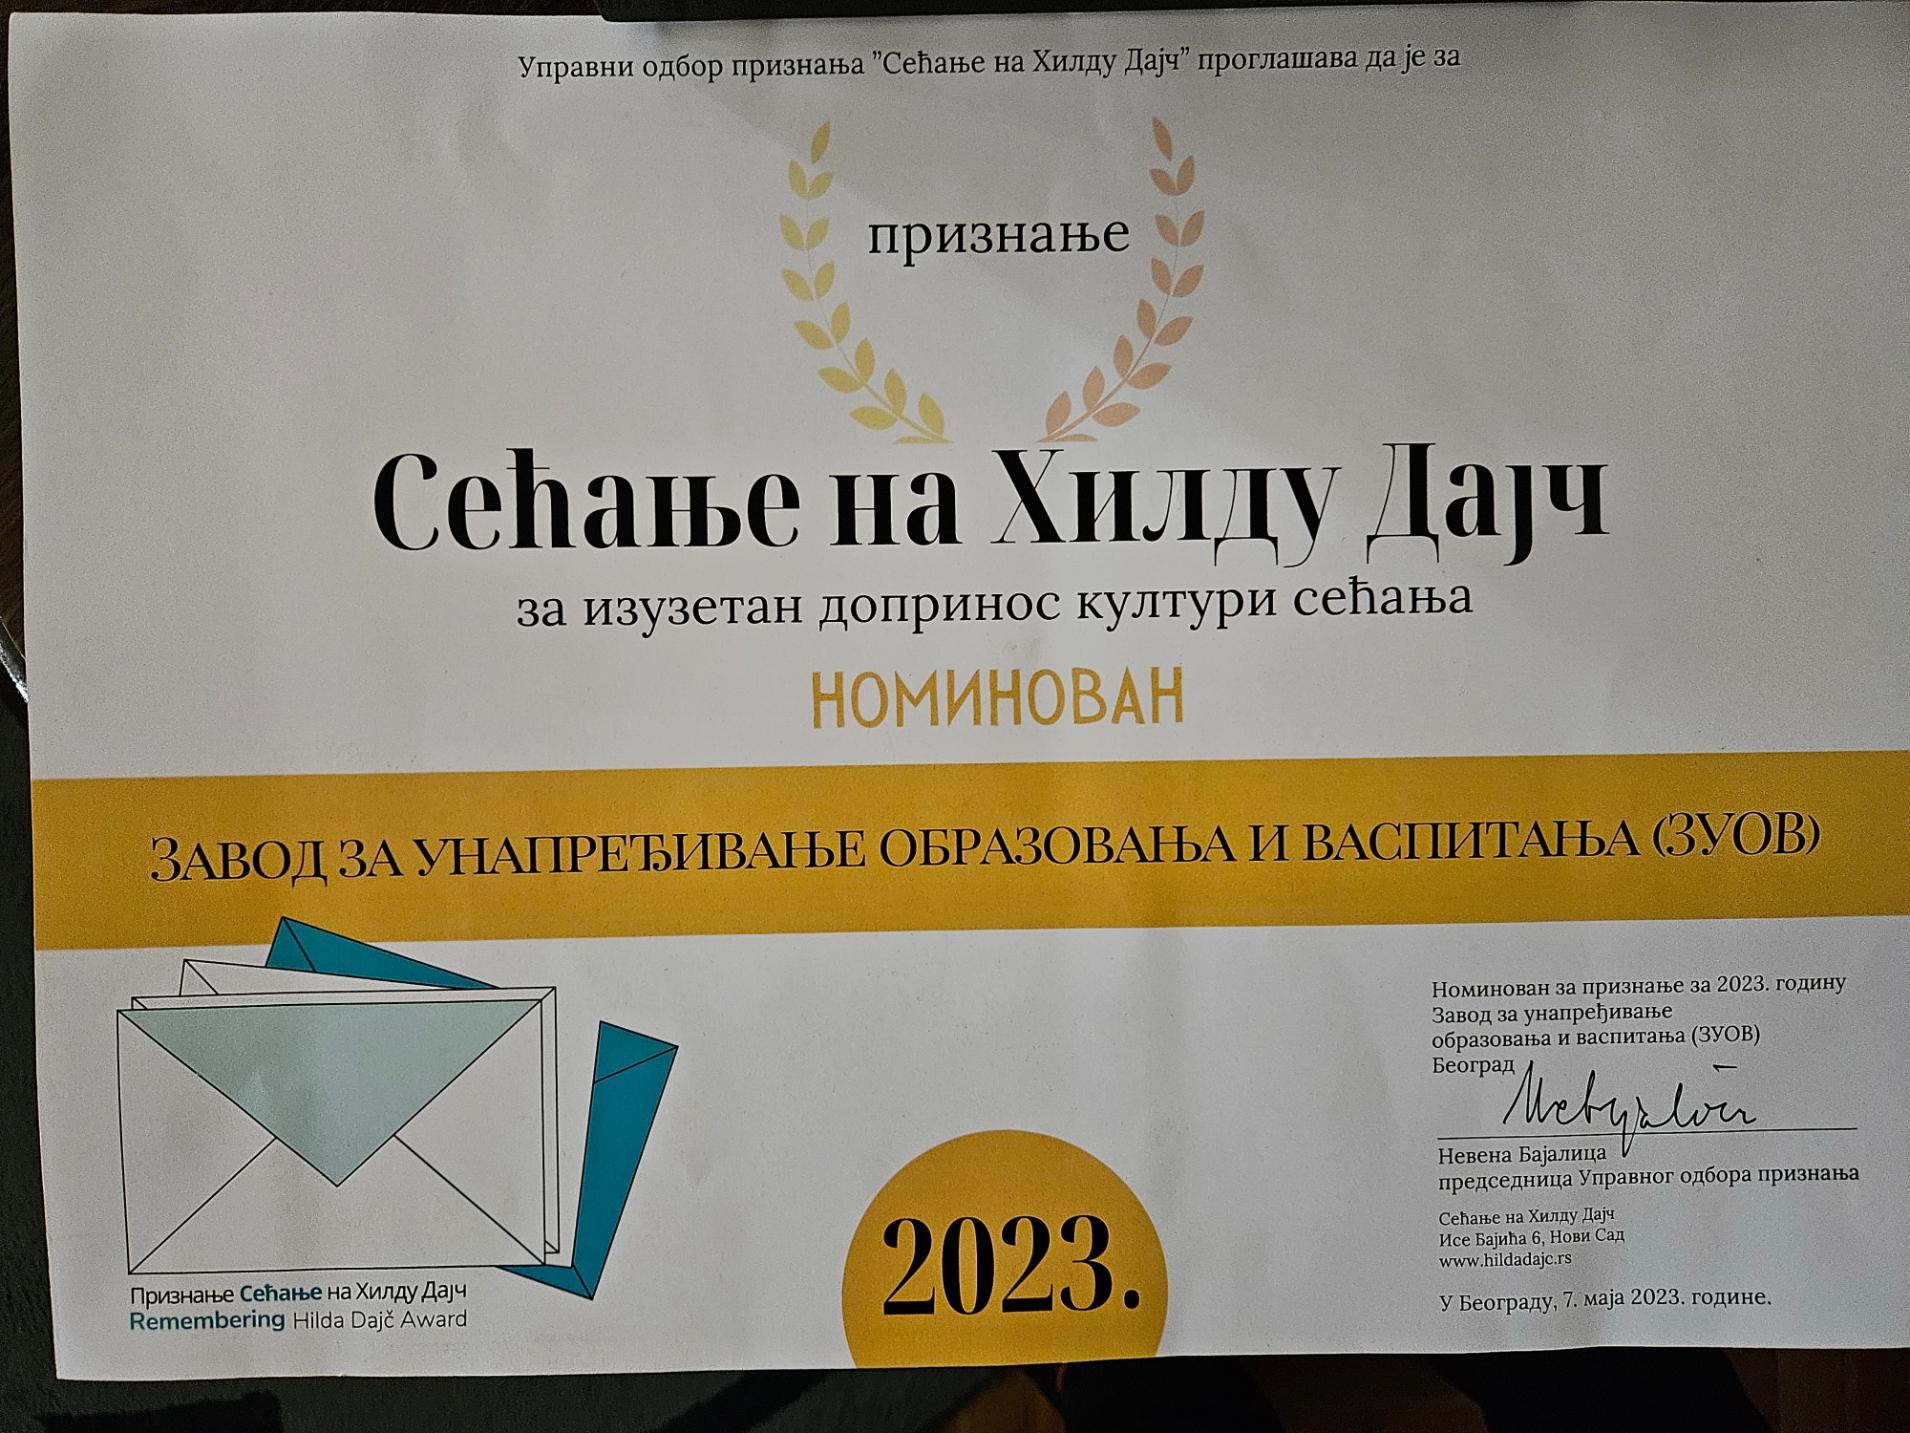 Управни одбор признања "Сећање на Хилду Дајч" проглашава да је за
признање
Сећање на Хилду Дајч
за изузетан допринос култури сећања
НОМИНОВАН
ЗАВОД ЗА УНАПРЕЂИВАЊЕ ОБРАЗОВАЊА И ВАСПИТАЊА (ЗУОВ)
Признање Сећање на Хилду Дајч
Remembering Hilda Dajč Award
2023.
Номинован за признање за 2023. годину
Завод за унапређивање
образовања и васпитања (ЗУОВ)
Београд
Невена Бајалица
председница Управног одбора признања
Сећање на Хилду Дајч
Исе Бајића 6, Нови Сад
www.hildadajc.rs
У Београду, 7. маја 2023. године.